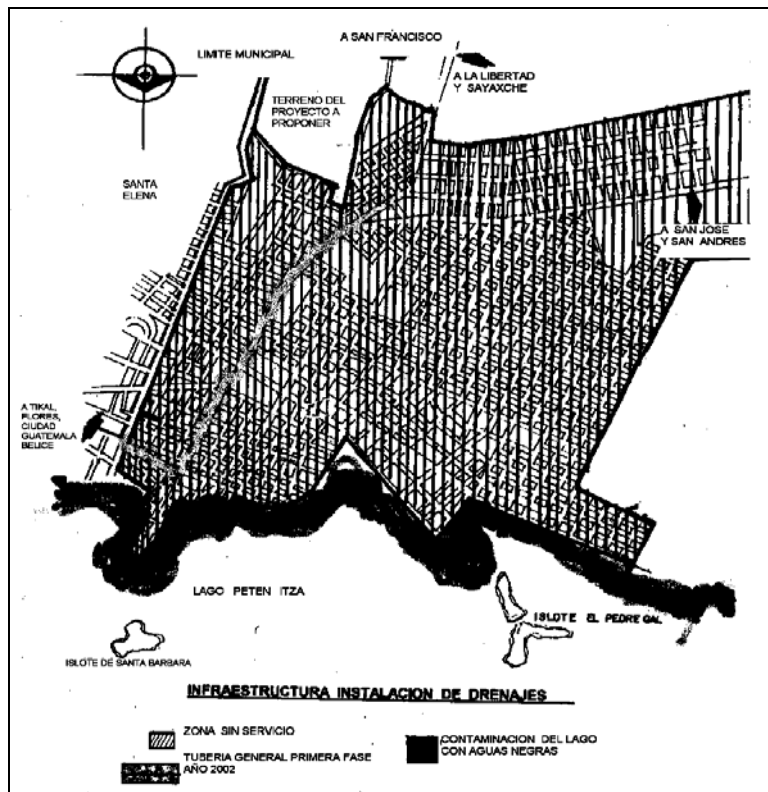 A SAN FRANCISCO
LIMITE MUNICIPAL
A LA LIBERTAD
Y SAYAXCHE
TERRENO DEL
PROYECTO A
PROPONER
SANTA
ELENA
A SAN JOSE
Y SAN ANDRES
A TIKAL,
FLORES,
CIUDAD
GUATEMALA
BELICE
LAGO PETEN ITZA
ISLOTE EL PEDREGAL
ISLOTE DE SANTA BARBARA
INFRAESTRUCTURA INSTALACION DE DRENAJES
ZONA SIN SERVICIO
TUBERIA GENERAL PRIMERA FASE
AÑO 2002
CONTAMINACION DEL LAGO
CON AGUAS NEGRAS